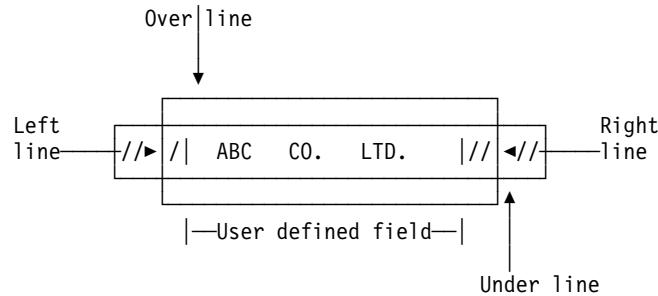 Over line
Left line
Right line
//► /| ABC CO. LTD. |// ◄//
|—User defined field—|
Under line